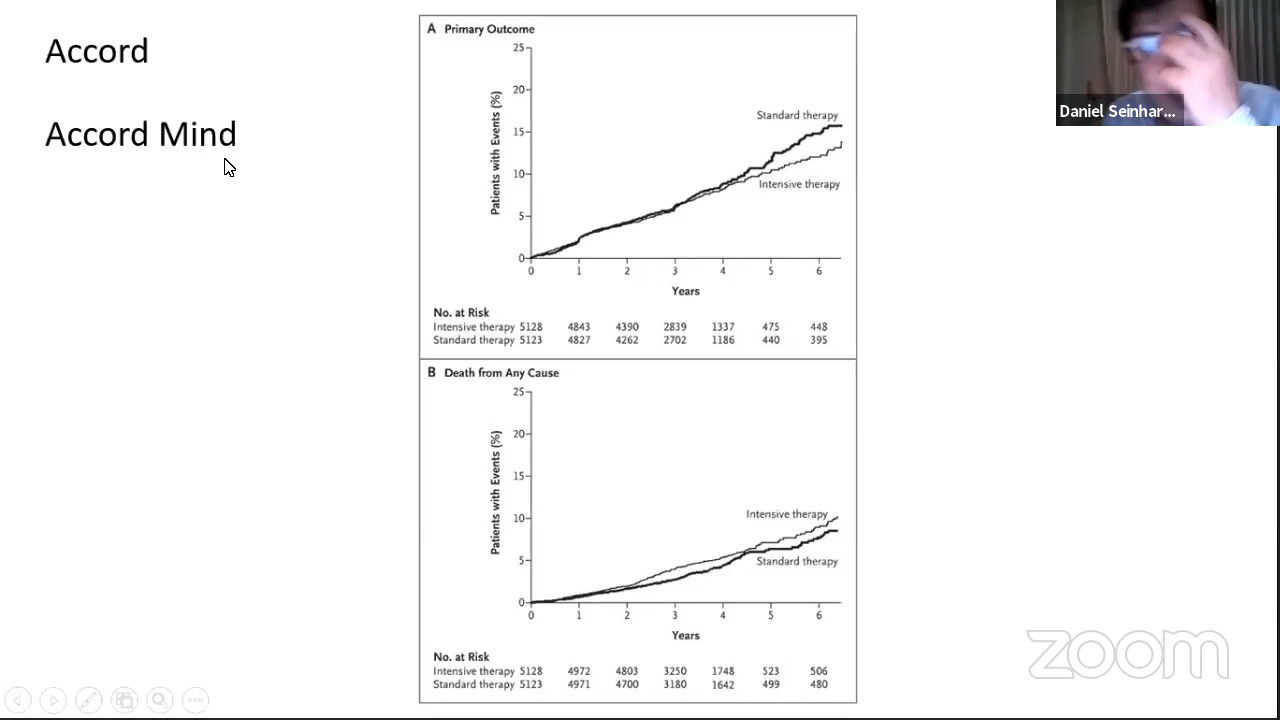 Accord
Accord Mind
A Primary Outcome
25
20
15
10
5
0
Patients with Events (%)
Standard therapy
Intensive therapy
0 1 2 3 4 5 6
Years
No. at Risk
Intensive therapy 5128 4843 4390 2839 1337 475 448
Standard therapy 5123 4827 4262 2702 1186 440 395
B Death from Any Cause
25
20
15
10
5
0
Patients with Events (%)
Intensive therapy
Standard therapy
0 1 2 3 4 5 6
Years
No. at Risk
Intensive therapy 5128 4972 4803 3250 1748 523 506
Standard therapy 5123 4971 4700 3180 1642 499 480
Daniel Seinhar...
zoom